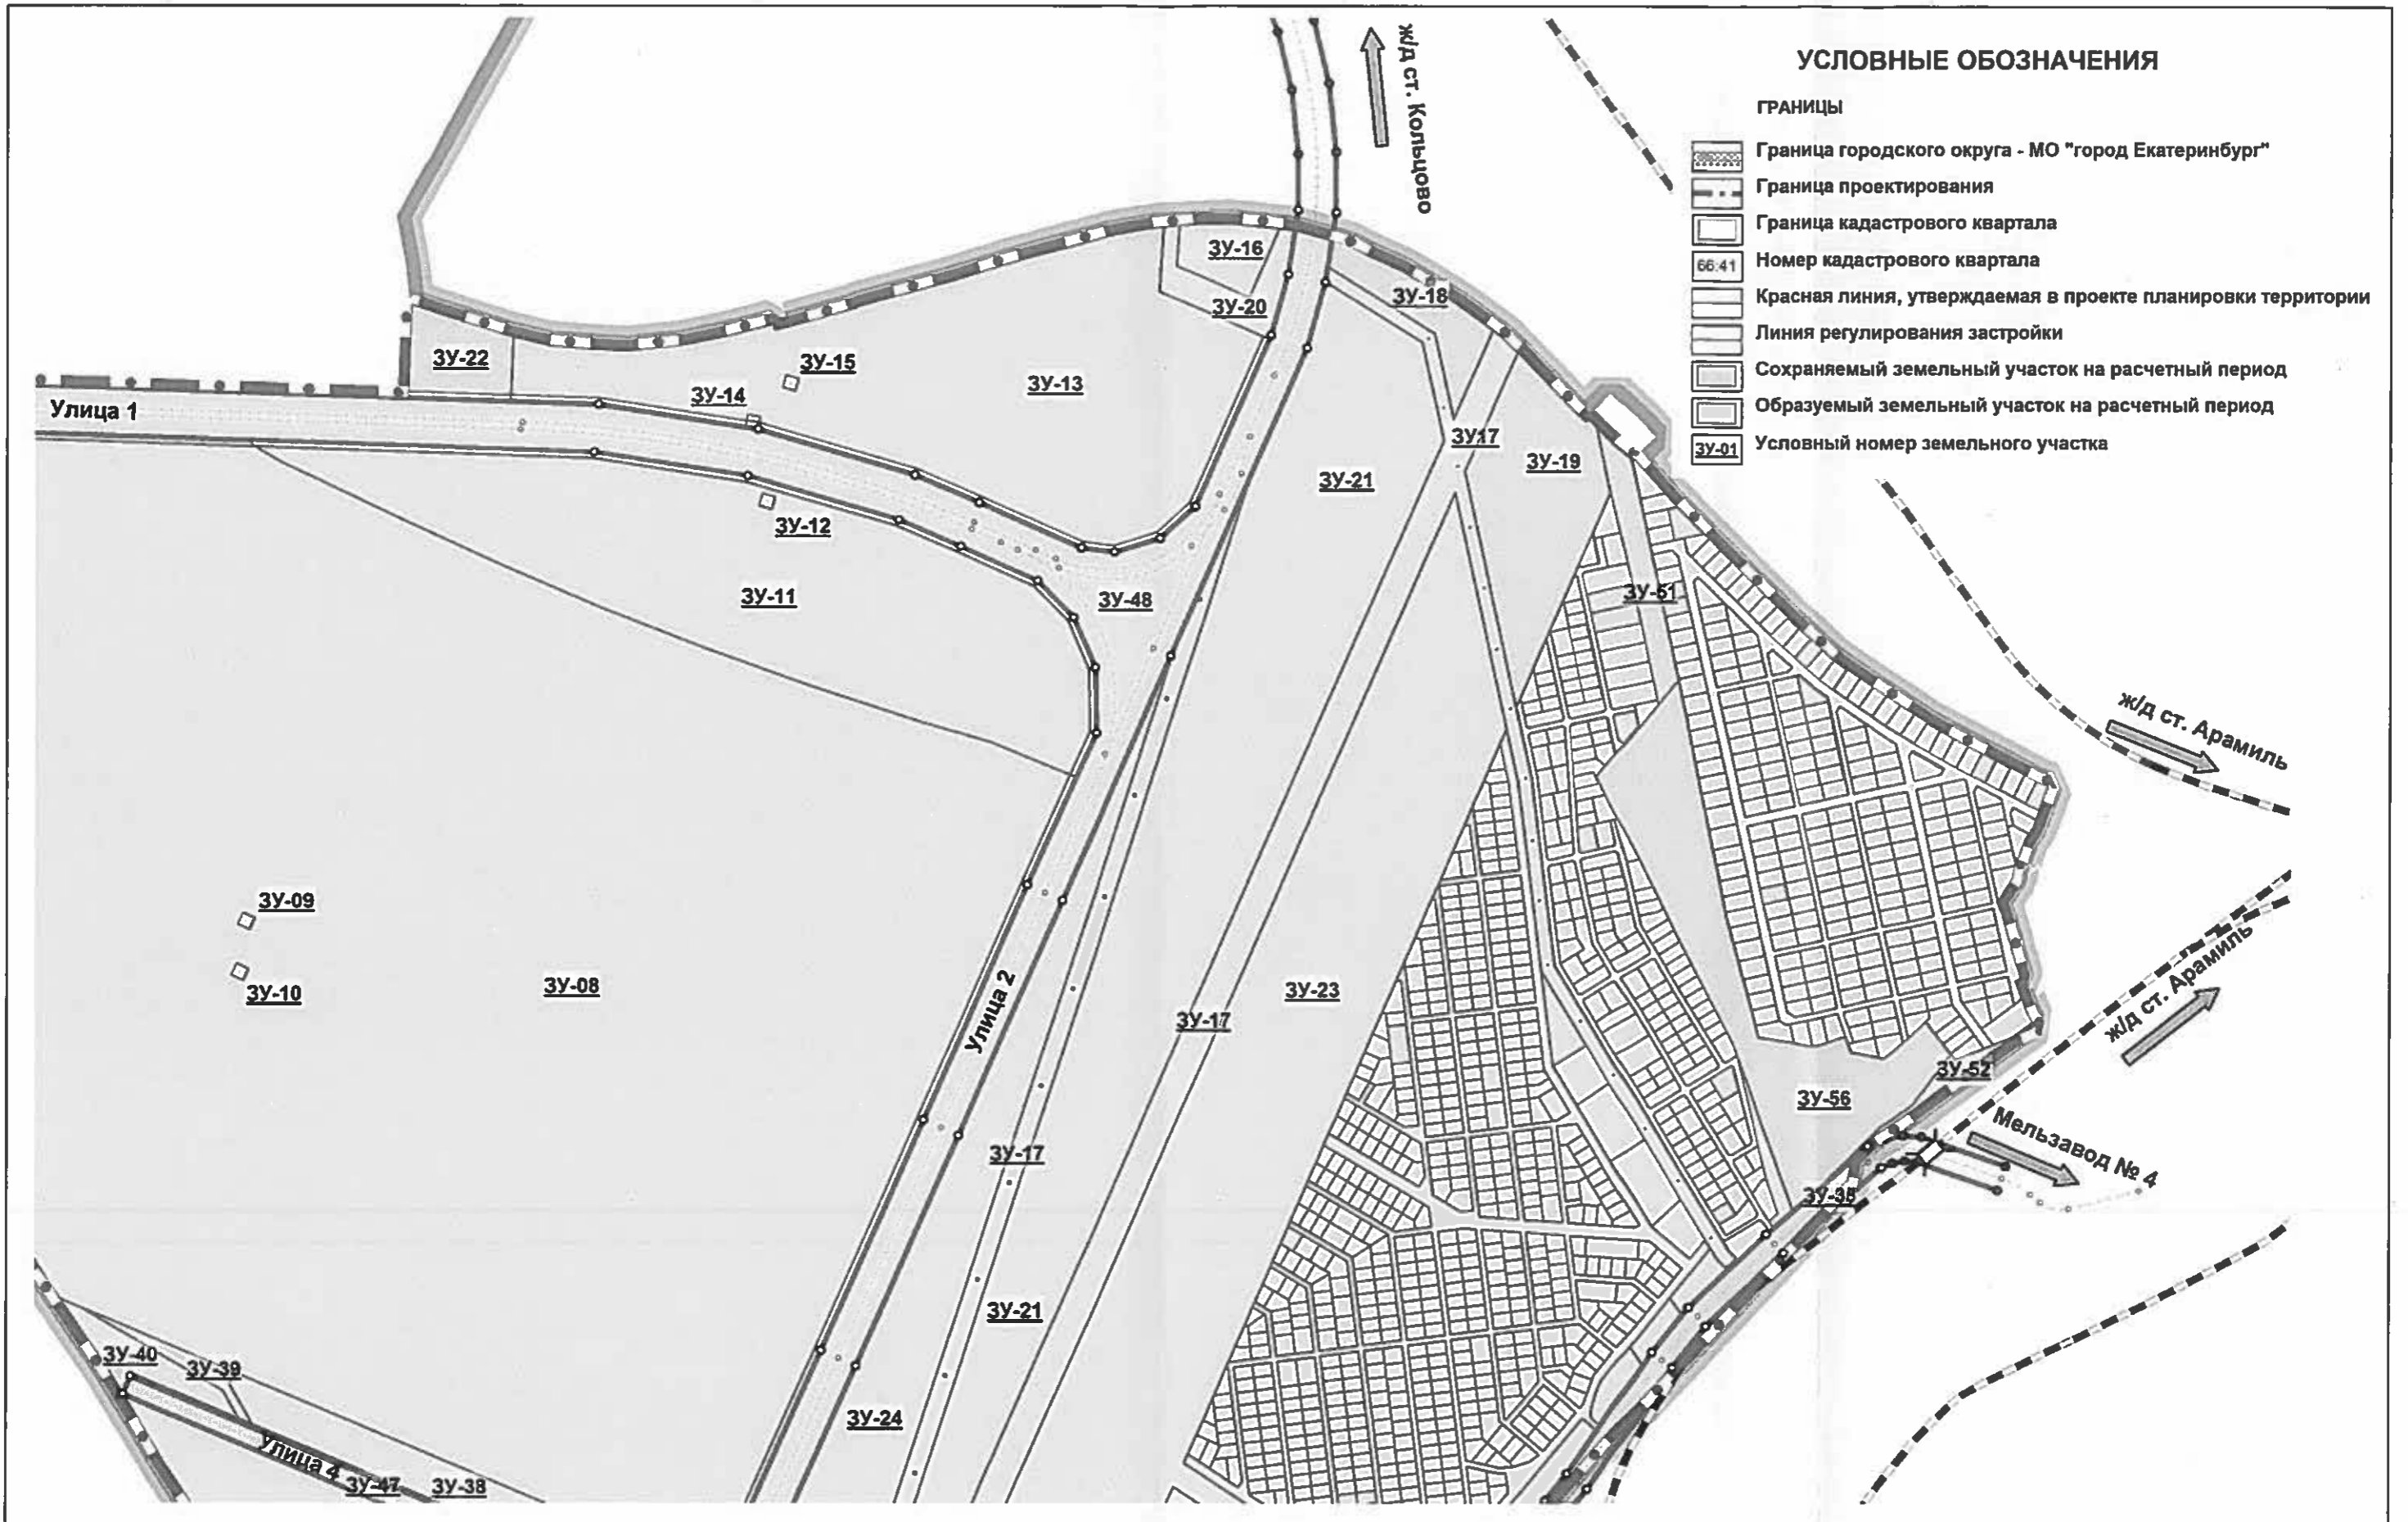 УСЛОВНЫЕ ОБОЗНАЧЕНИЯ
ГРАНИЦЫ
Граница городского округа - МО "город Екатеринбург"
Граница проектирования
Граница кадастрового квартала
66:41 Номер кадастрового квартала
Красная линия, утверждаемая в проекте планировки территории
Линия регулирования застройки
Сохраняемый земельный участок на расчетный период
Образуемый земельный участок на расчетный период
ЗУ-01 Условный номер земельного участка
ж/д ст. Кольцово
ЗУ-16
ЗУ-18
ЗУ-20
ЗУ-22
ЗУ-15
ЗУ-13
ЗУ-14
Улица 1
ЗУ17
ЗУ-19
ЗУ-21
ЗУ-12
ЗУ-11
ЗУ-48
ЗУ-51
ж/д ст. Арамиль
ЗУ-09
ЗУ-10
ЗУ-08
Улица 2
ЗУ-23
ЗУ-17
ж/д ст. Арамиль
ЗУ-52
ЗУ-56
Мельзавод № 4
ЗУ-17
ЗУ-35
ЗУ-21
ЗУ-40
ЗУ-39
ЗУ-24
Улица 4
ЗУ-47
ЗУ-38